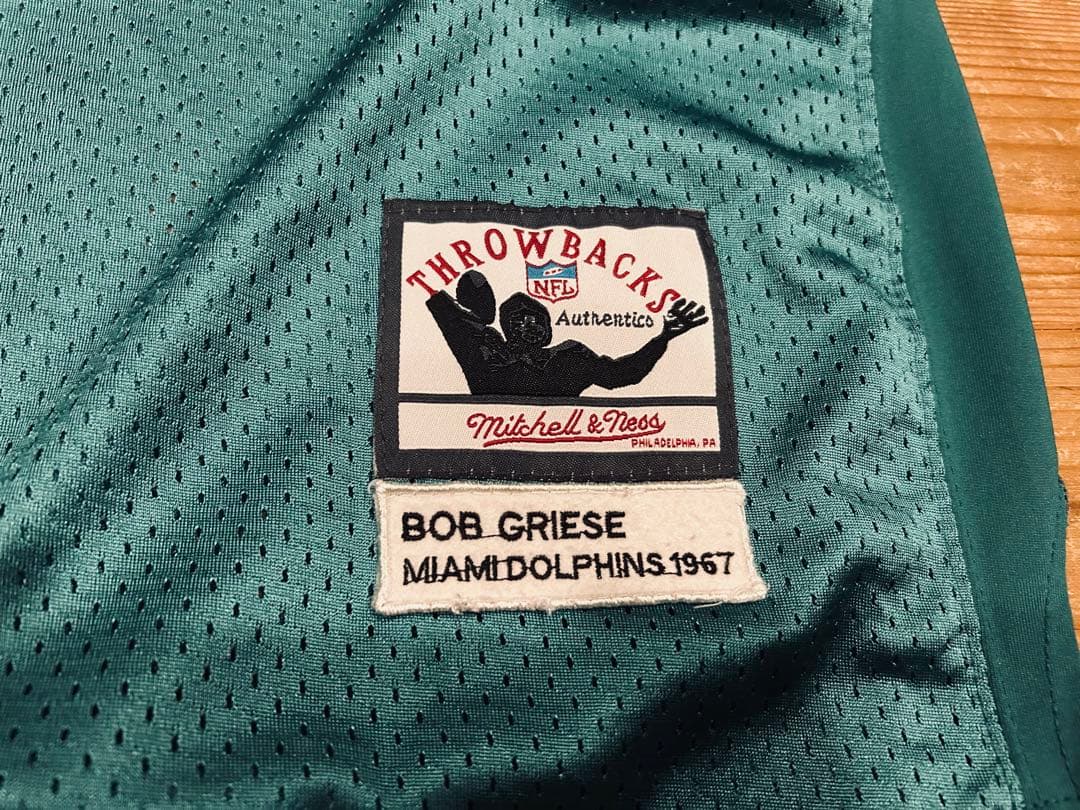 THROWBACKS
NFL
Authentics
Mitchell & Ness
PHILADELPHIA, PA
BOB GRIESE
MIAMI DOLPHINS 1967